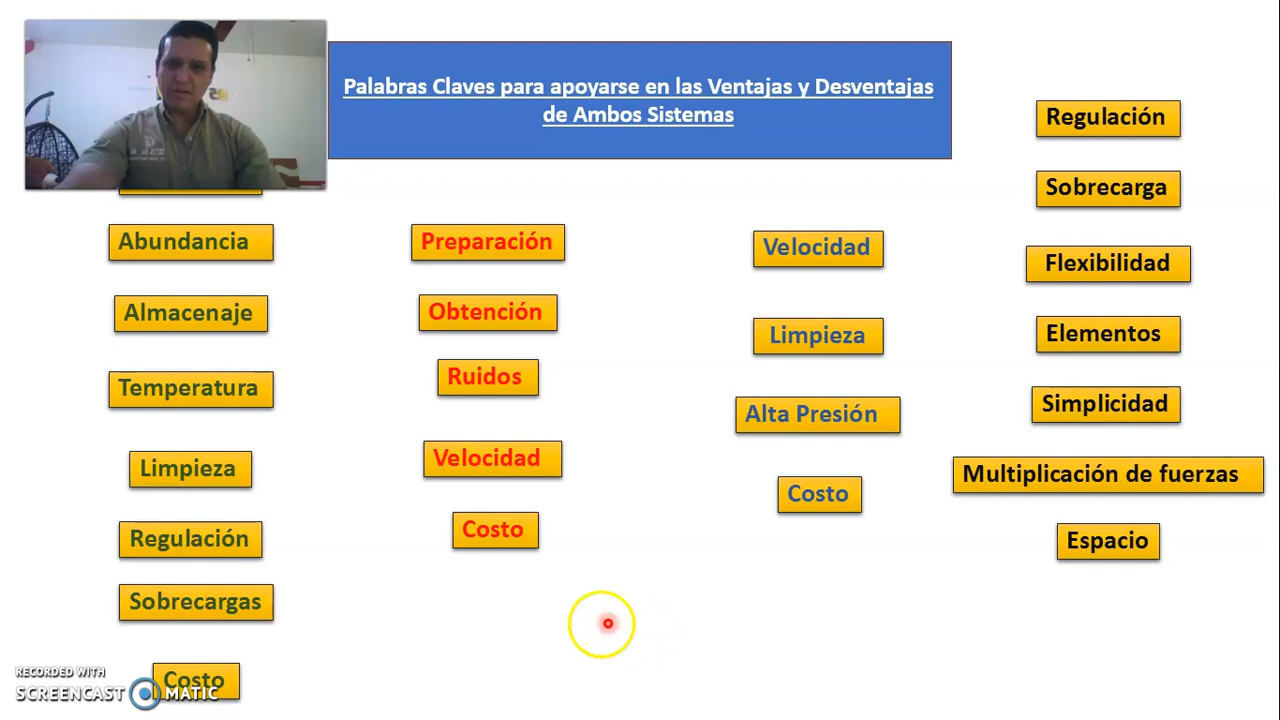 Palabras Claves para apoyarse en las Ventajas y Desventajas
de Ambos Sistemas
Abundancia
Almacenaje
Temperatura
Limpieza
Regulación
Sobrecargas
Costo
Preparación
Obtención
Ruidos
Velocidad
Costo
Velocidad
Limpieza
Alta Presión
Costo
Regulación
Sobrecarga
Flexibilidad
Elementos
Simplicidad
Multiplicación de fuerzas
Espacio
RECORDED WITH
SCREENCAST MATIC